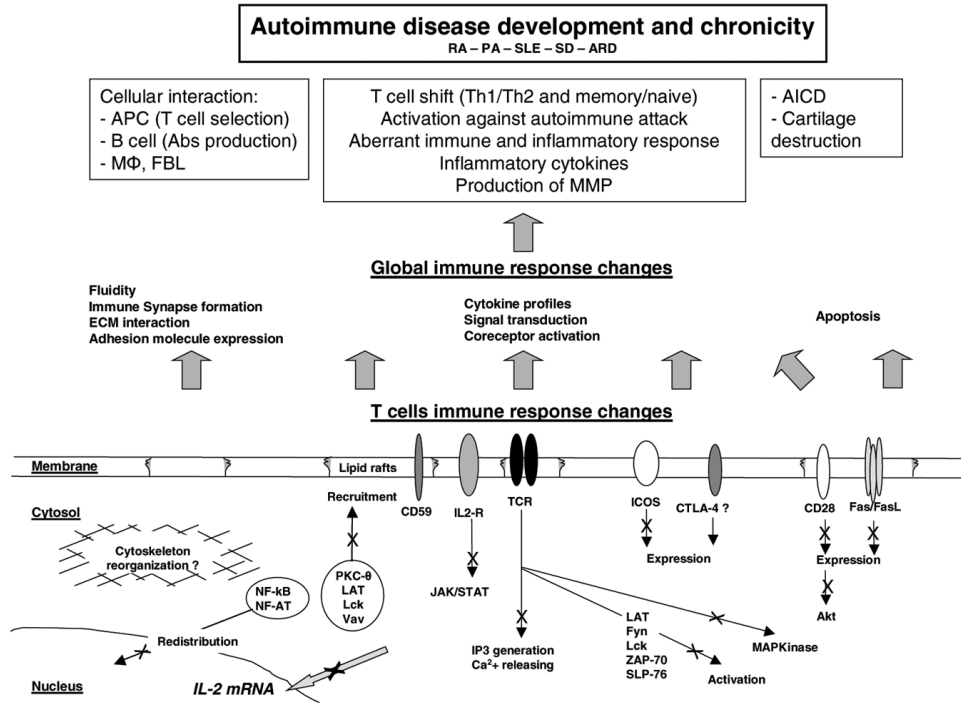 Autoimmune disease development and chronicity
RA – PA – SLE – SD – ARD
Cellular interaction:
- APC (T cell selection)
- B cell (Abs production)
- MΦ, FBL
T cell shift (Th1/Th2 and memory/naive)
Activation against autoimmune attack
Aberrant immune and inflammatory response
Inflammatory cytokines
Production of MMP
- AICD
- Cartilage
destruction
Global immune response changes
Fluidity
Immune Synapse formation
ECM interaction
Adhesion molecule expression
Cytokine profiles
Signal transduction
Coreceptor activation
Apoptosis
T cells immune response changes
Membrane
Lipid rafts
Recruitment
CD59
IL2-R
TCR
ICOS
CTLA-4 ?
CD28
Fas/FasL
Cytosol
Cytoskeleton
reorganization ?
Expression
Expression
PKC-θ
LAT
Lck
Vav
NF-kB
NF-AT
JAK/STAT
Akt
LAT
Fyn
Lck
ZAP-70
SLP-76
MAPKinase
Redistribution
IP3 generation
Ca2+ releasing
Activation
Nucleus
IL-2 mRNA